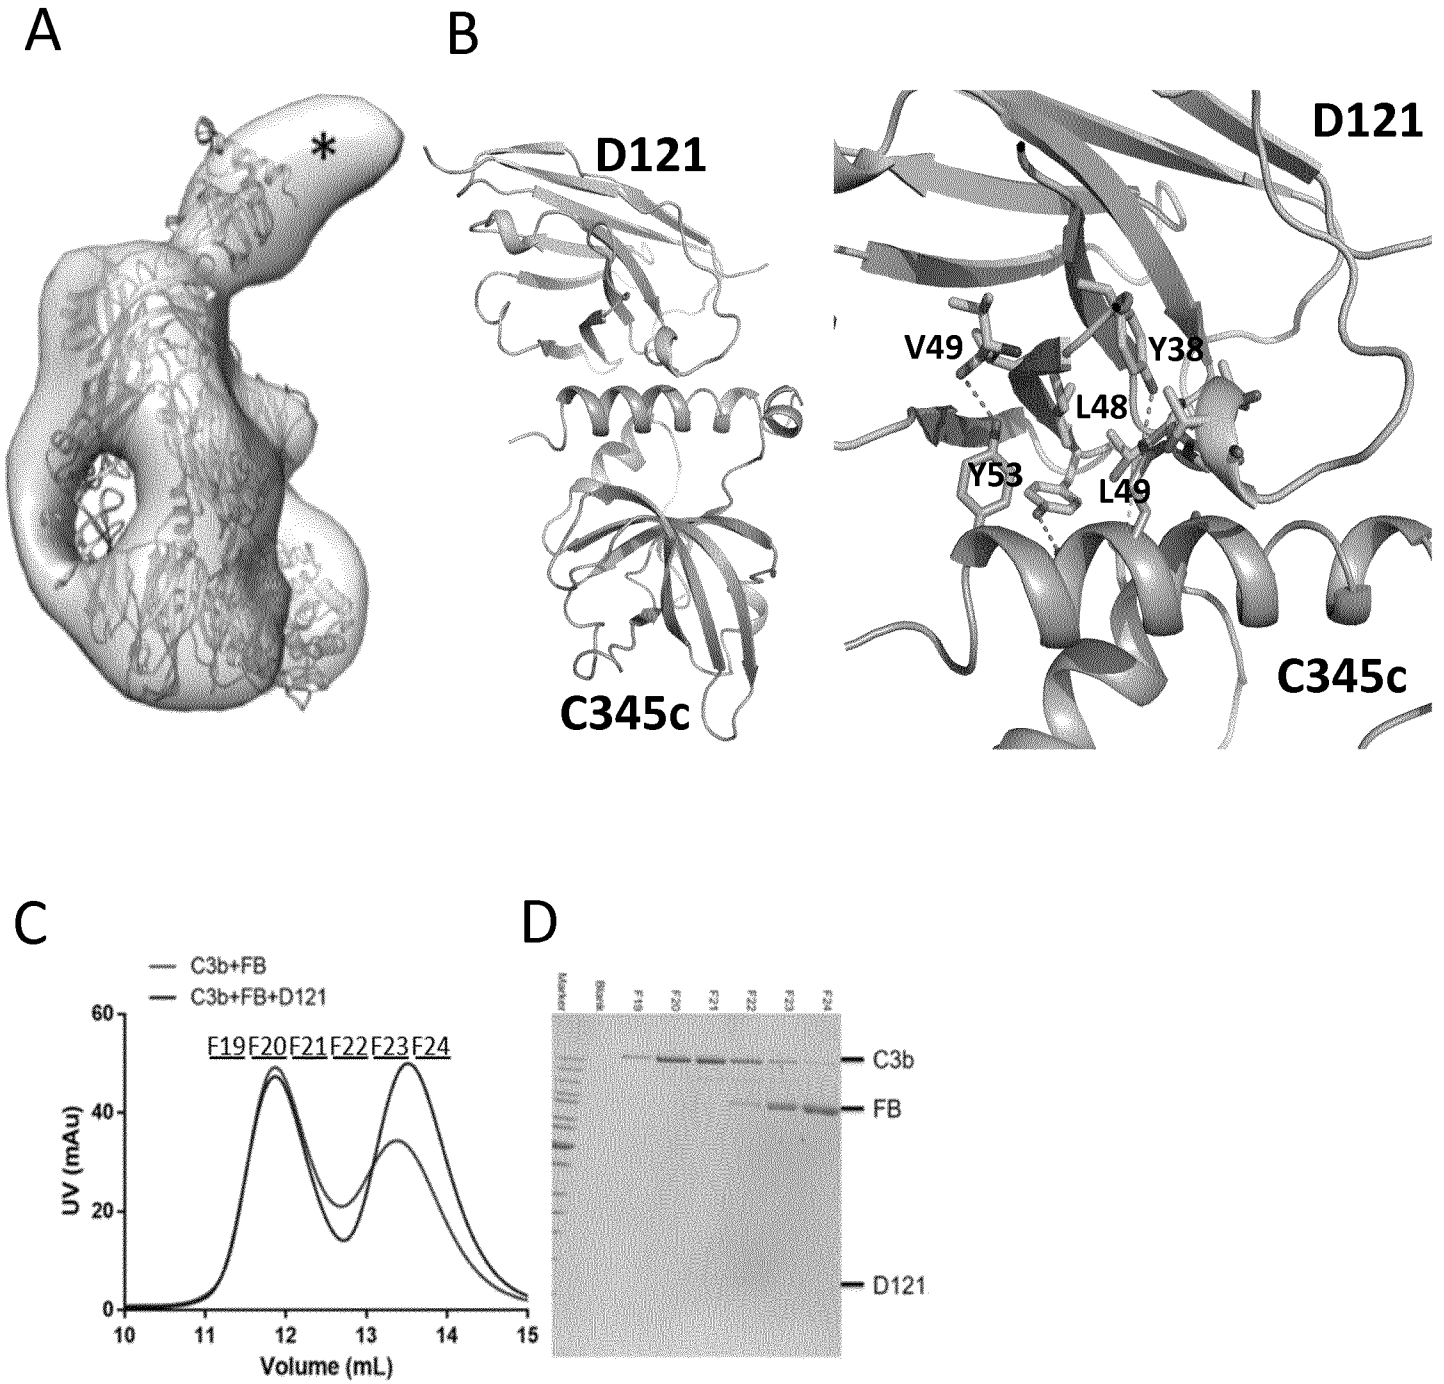 A
B
*
D121
C345c
D121
V49
Y38
L48
Y53
L49
C345c
C
C3b+FB
C3b+FB+D121
60
40
20
0
F19 F20 F21 F22 F23 F24
UV (mAu)
10 11 12 13 14 15
Volume (mL)
D
Marker Blank F19 F20 F21 F22 F23 F24
C3b
FB
D121